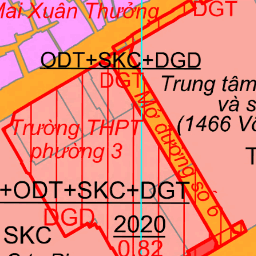 Mai Xuân Thưởng
DGT
ODT+SKC+DGD
DGT
Trung tâm
và s
(1466 Võ
Mở đường số 6
Trường THPT
phường 3
T
+ODT+SKC+DGT
DGD
2020
0.82
SKC